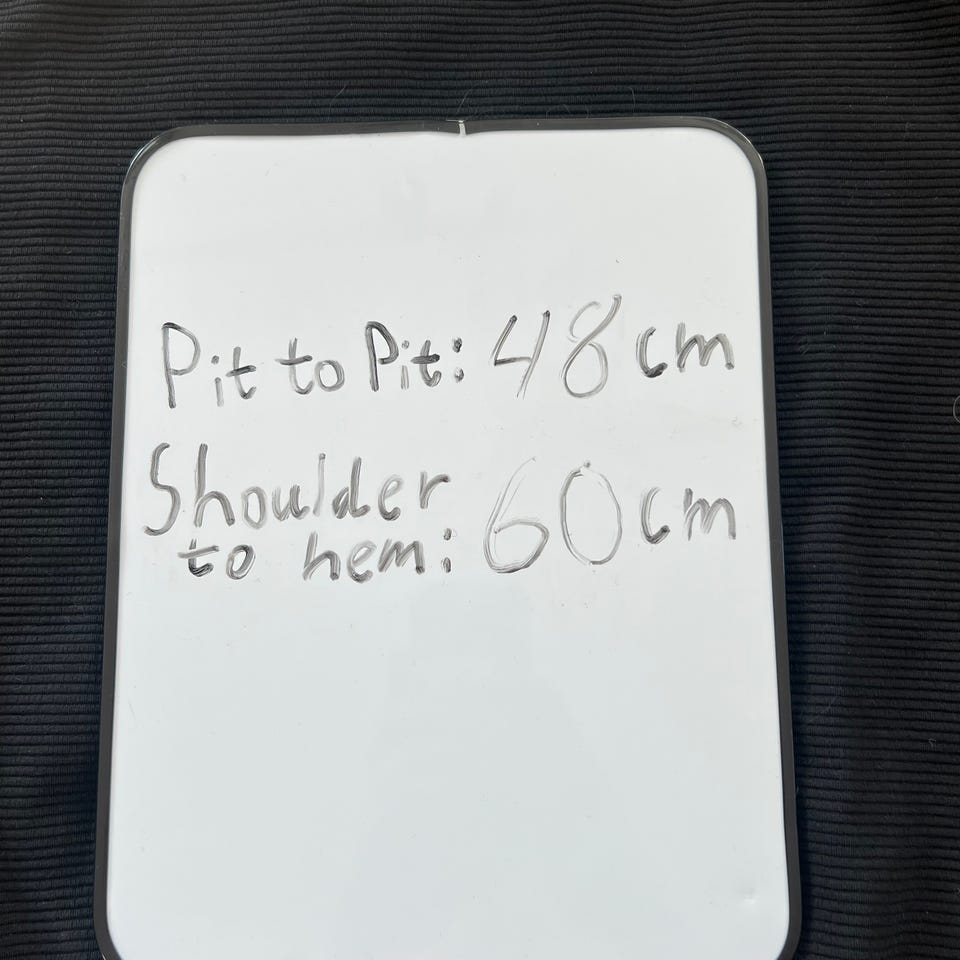 Pit to Pit: 48 cm
Shoulder
to hem: 60 cm